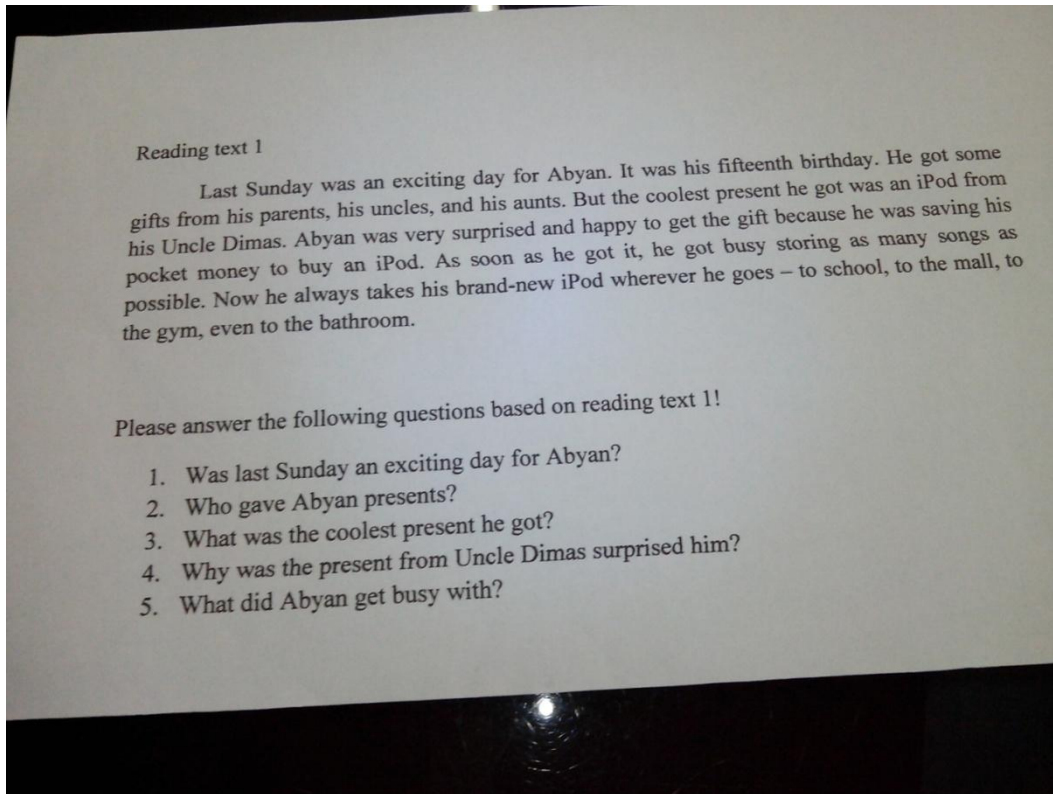 Reading text 1
Last Sunday was an exciting day for Abyan. It was his fifteenth birthday. He got some
gifts from his parents, his uncles, and his aunts. But the coolest present he got was an iPod from
his Uncle Dimas. Abyan was very surprised and happy to get the gift because he was saving his
pocket money to buy an iPod. As soon as he got it, he got busy storing as many songs as
possible. Now he always takes his brand-new iPod wherever he goes – to school, to the mall, to
the gym, even to the bathroom.
Please answer the following questions based on reading text 1!
1. Was last Sunday an exciting day for Abyan?
2. Who gave Abyan presents?
3. What was the coolest present he got?
4. Why was the present from Uncle Dimas surprised him?
5. What did Abyan get busy with?